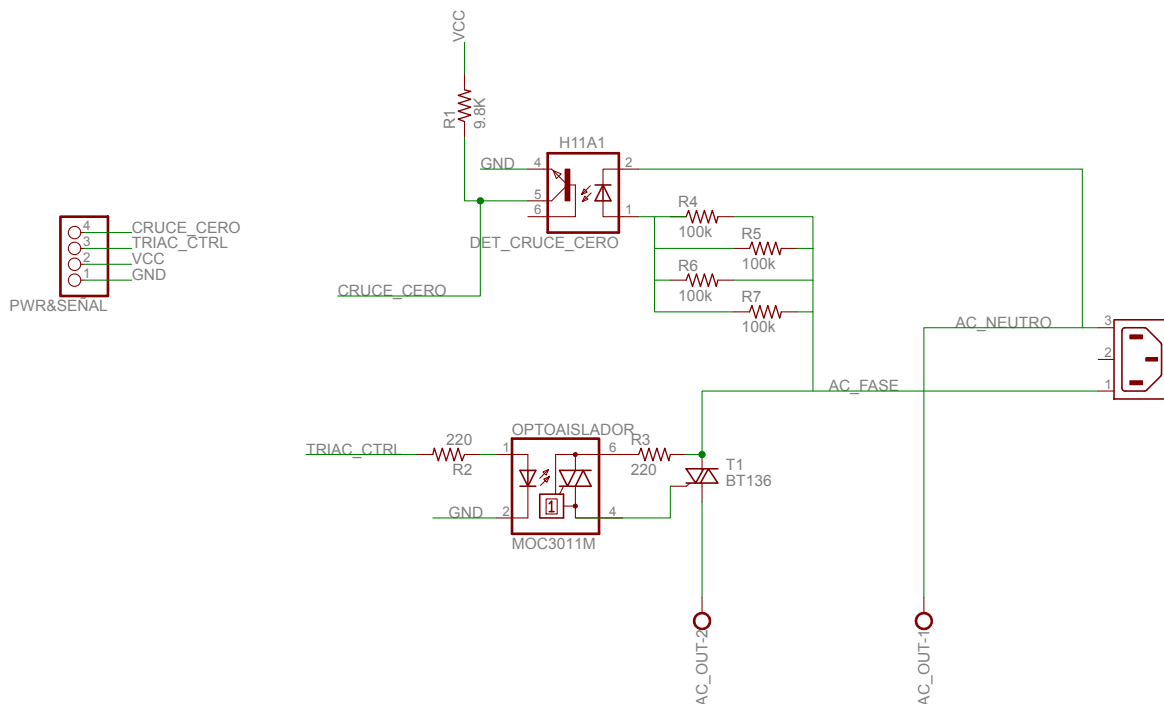 VCC
R1
9.8K
H11A1
GND
4
2
5
6
1
DET_CRUCE_CERO
R4
100k
R5
100k
R6
100k
R7
100k
4
CRUCE_CERO
3
TRIAC_CTRL
2
VCC
1
GND
PWR&SEÑAL
CRUCE_CERO
AC_NEUTRO
3
2
1
AC_FASE
OPTOAISLADOR
TRIAC_CTRL
220
R2
1
6
R3
220
T1
BT136
1
GND
2
4
MOC3011M
AC_OUT-2
AC_OUT-1